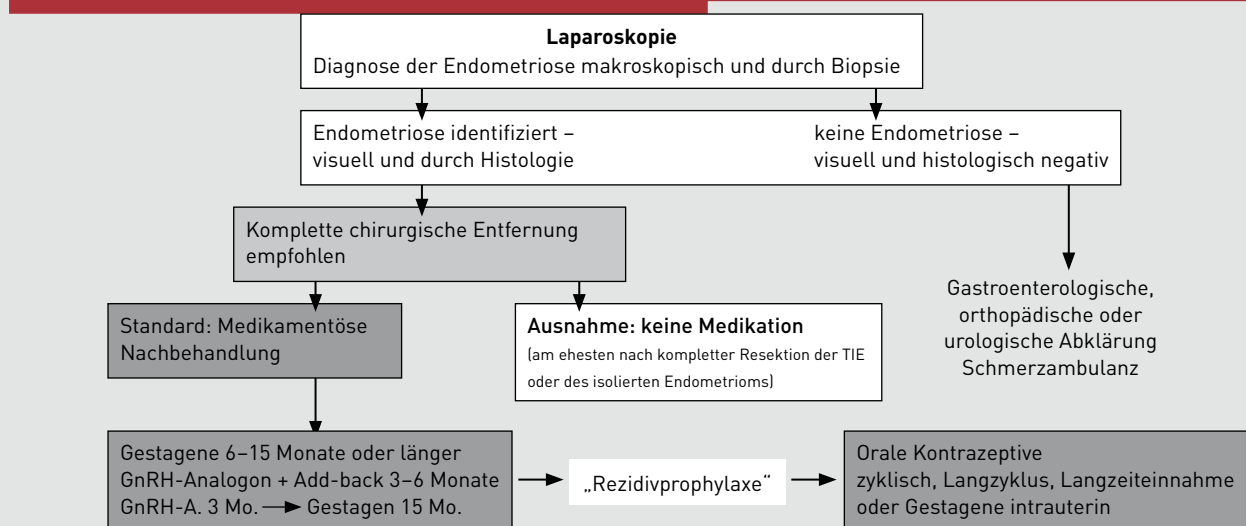 Laparoskopie
Diagnose der Endometriose makroskopisch und durch Biopsie
Endometriose identifiziert –
visuell und durch Histologie
keine Endometriose –
visuell und histologisch negativ
Komplette chirurgische Entfernung
empfohlen
Gastroenterologische,
orthopädische oder
urologische Abklärung
Schmerzambulanz
Standard: Medikamentöse
Nachbehandlung
Ausnahme: keine Medikation
(am ehesten nach kompletter Resektion der TIE
oder des isolierten Endometrioms)
Gestagene 6–15 Monate oder länger
GnRH-Analogon + Add-back 3–6 Monate
GnRH-A. 3 Mo. → Gestagen 15 Mo.
„Rezidivprophylaxe“
Orale Kontrazeptive
zyklisch, Langzyklus, Langzeiteinnahme
oder Gestagene intrauterin